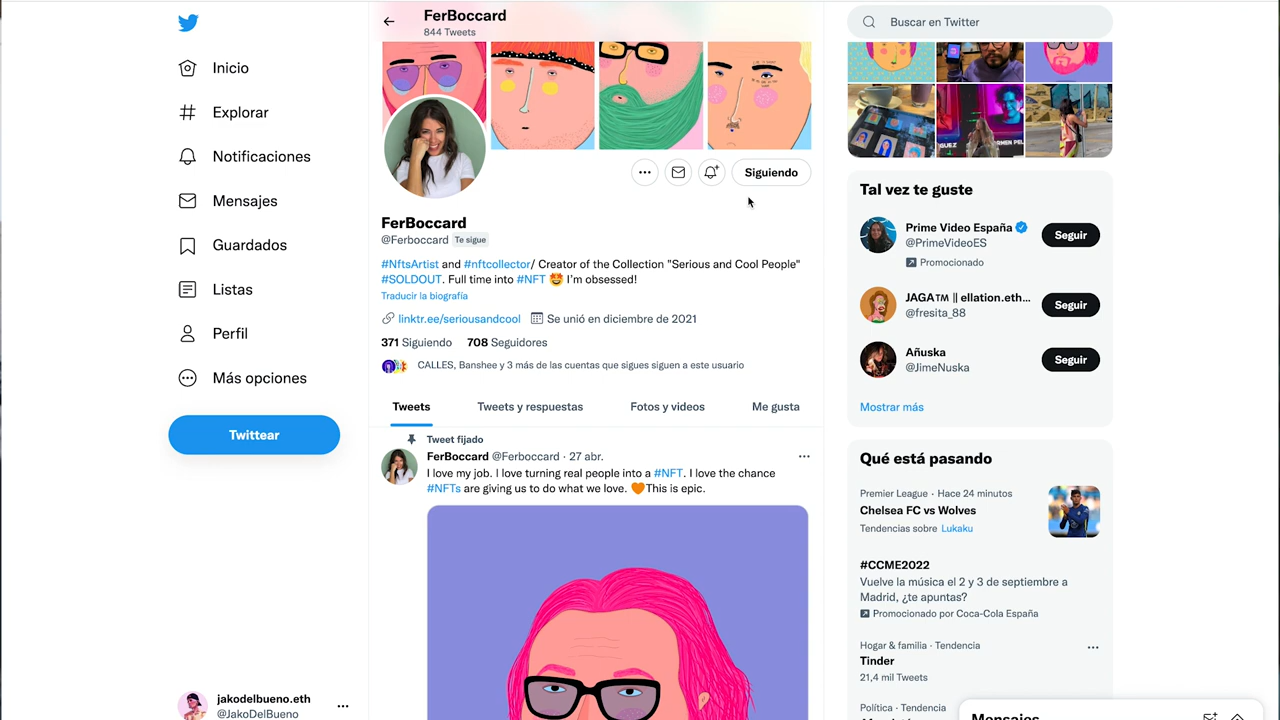 Inicio
Explorar
Notificaciones
Mensajes
Guardados
Listas
Perfil
Más opciones
Twittear
jakodelbueno.eth
@JakoDelBueno
FerBoccard
844 Tweets
Siguiendo
FerBoccard
@Ferboccard Te sigue
#NftsArtist and #nftcollector/ Creator of the Collection "Serious and Cool People"
#SOLDOUT. Full time into #NFT 🤩 I'm obsessed!
Traducir la biografía
linktr.ee/seriousandcool Se unió en diciembre de 2021
371 Siguiendo 708 Seguidores
CALLES, Banshee y 3 más de las cuentas que sigues siguen a este usuario
Tweets Tweets y respuestas Fotos y videos Me gusta
Tweet fijado
FerBoccard @Ferboccard · 27 abr.
I love my job. I love turning real people into a #NFT. I love the chance
#NFTs are giving us to do what we love. 🧡This is epic.
Buscar en Twitter
Tal vez te guste
Prime Video España
@PrimeVideoES
Seguir
Promocionado
JAGA™ || ellation.eth...
@fresita_88
Seguir
Añuska
@JimeNuska
Seguir
Mostrar más
Qué está pasando
Premier League · Hace 24 minutos
Chelsea FC vs Wolves
Tendencias sobre Lukaku
#CCME2022
Vuelve la música el 2 y 3 de septiembre a
Madrid, ¿te apuntas?
Promocionado por Coca-Cola España
Hogar & familia · Tendencia
Tinder
21,4 mil Tweets
Política · Tendencia
Mensajes